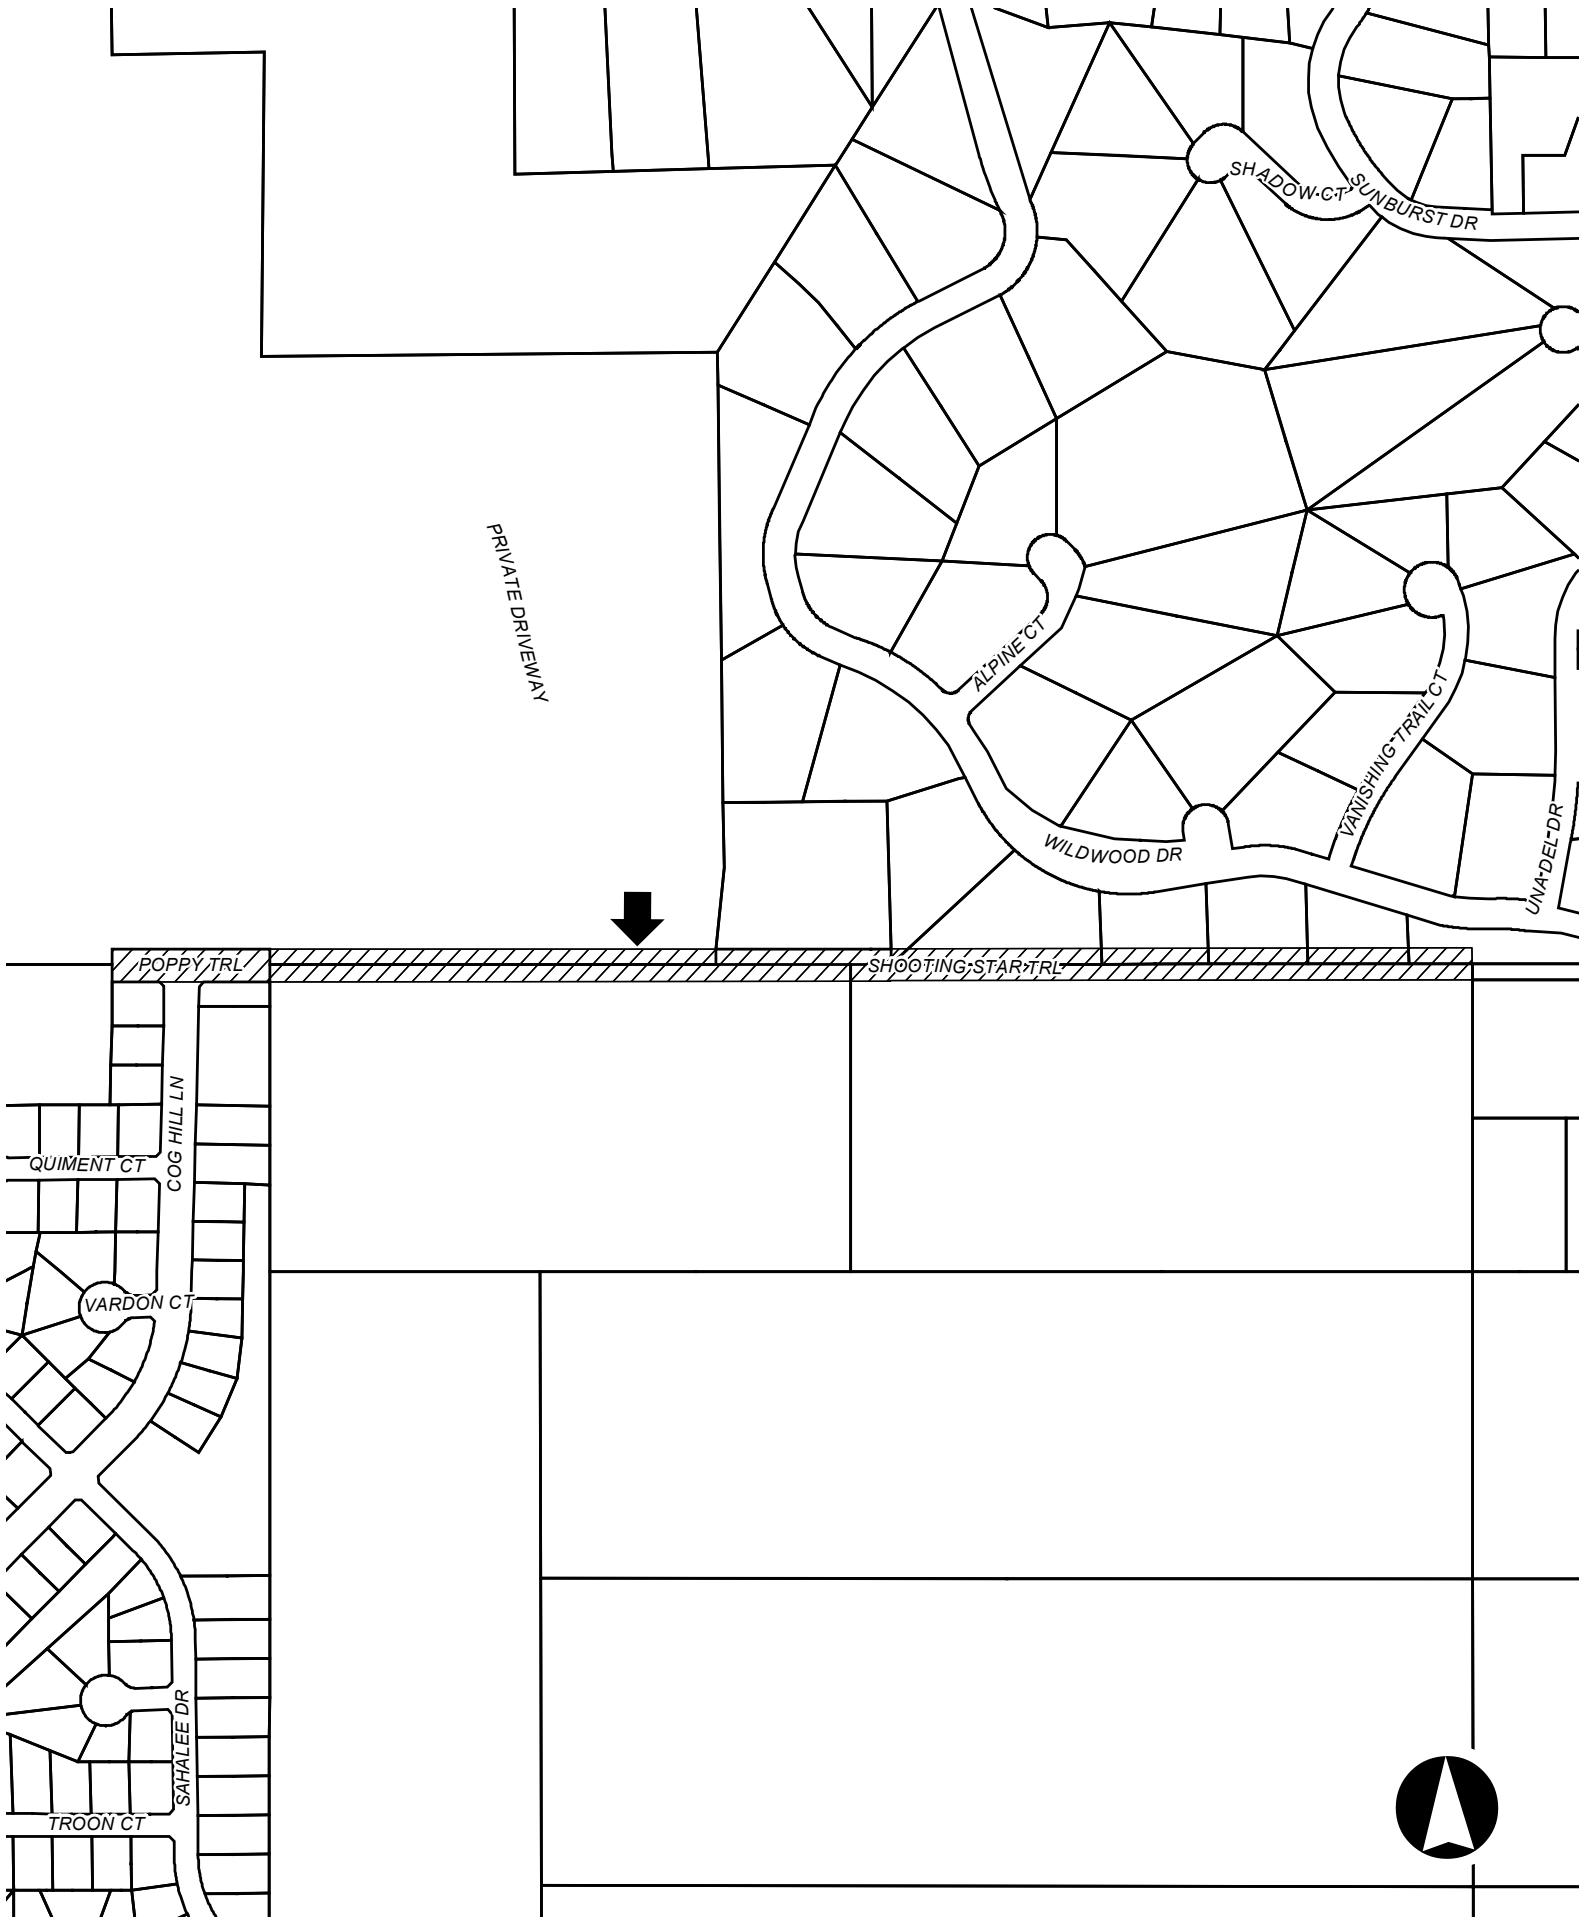 SHADOW CT
SUNBURST DR
PRIVATE DRIVEWAY
ALPINE CT
VANISHING TRAIL CT
WILDWOOD DR
UNA DEL DR
POPPY TRL
SHOOTING STAR TRL
COG HILL LN
QUIMENT CT
VARDON CT
SAHALEE DR
TROON CT